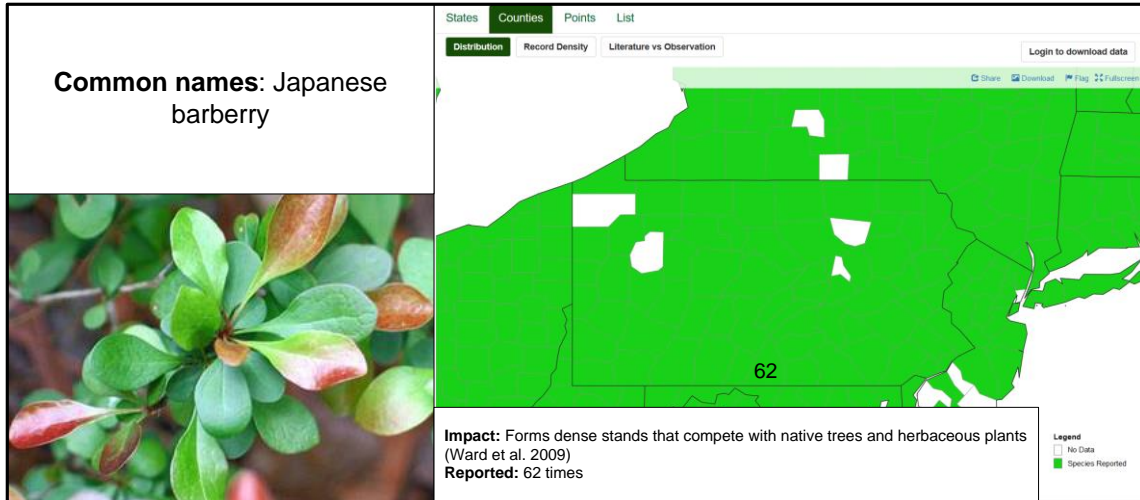 States Counties Points List
Distribution Record Density Literature vs Observation
Login to download data
Share Download Flag Fullscreen
Common names: Japanese
barberry
62
Impact: Forms dense stands that compete with native trees and herbaceous plants
(Ward et al. 2009)
Reported: 62 times
Legend
No Data
Species Reported